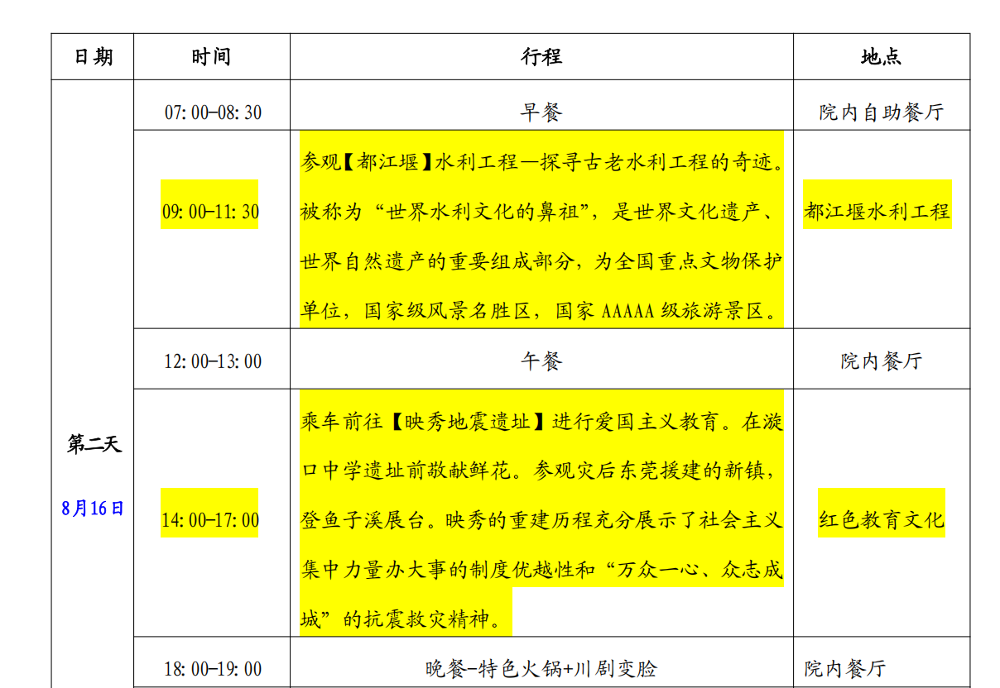 日期 时间 行程 地点
07:00-08:30 早餐 院内自助餐厅
参观【都江堰】水利工程—探寻古老水利工程的奇迹。
09:00-11:30 被称为“世界水利文化的鼻祖”，是世界文化遗产、 都江堰水利工程
世界自然遗产的重要组成部分，为全国重点文物保护
单位，国家级风景名胜区，国家 AAAAA 级旅游景区。
12:00-13:00 午餐 院内餐厅
乘车前往【映秀地震遗址】进行爱国主义教育。在漩
第二天
口中学遗址前敬献鲜花。参观灾后东莞援建的新镇，
8月16日 14:00-17:00 登鱼子溪展台。映秀的重建历程充分展示了社会主义 红色教育文化
集中力量办大事的制度优越性和“万众一心、众志成
城”的抗震救灾精神。
18:00-19:00 晚餐-特色火锅+川剧变脸 院内餐厅